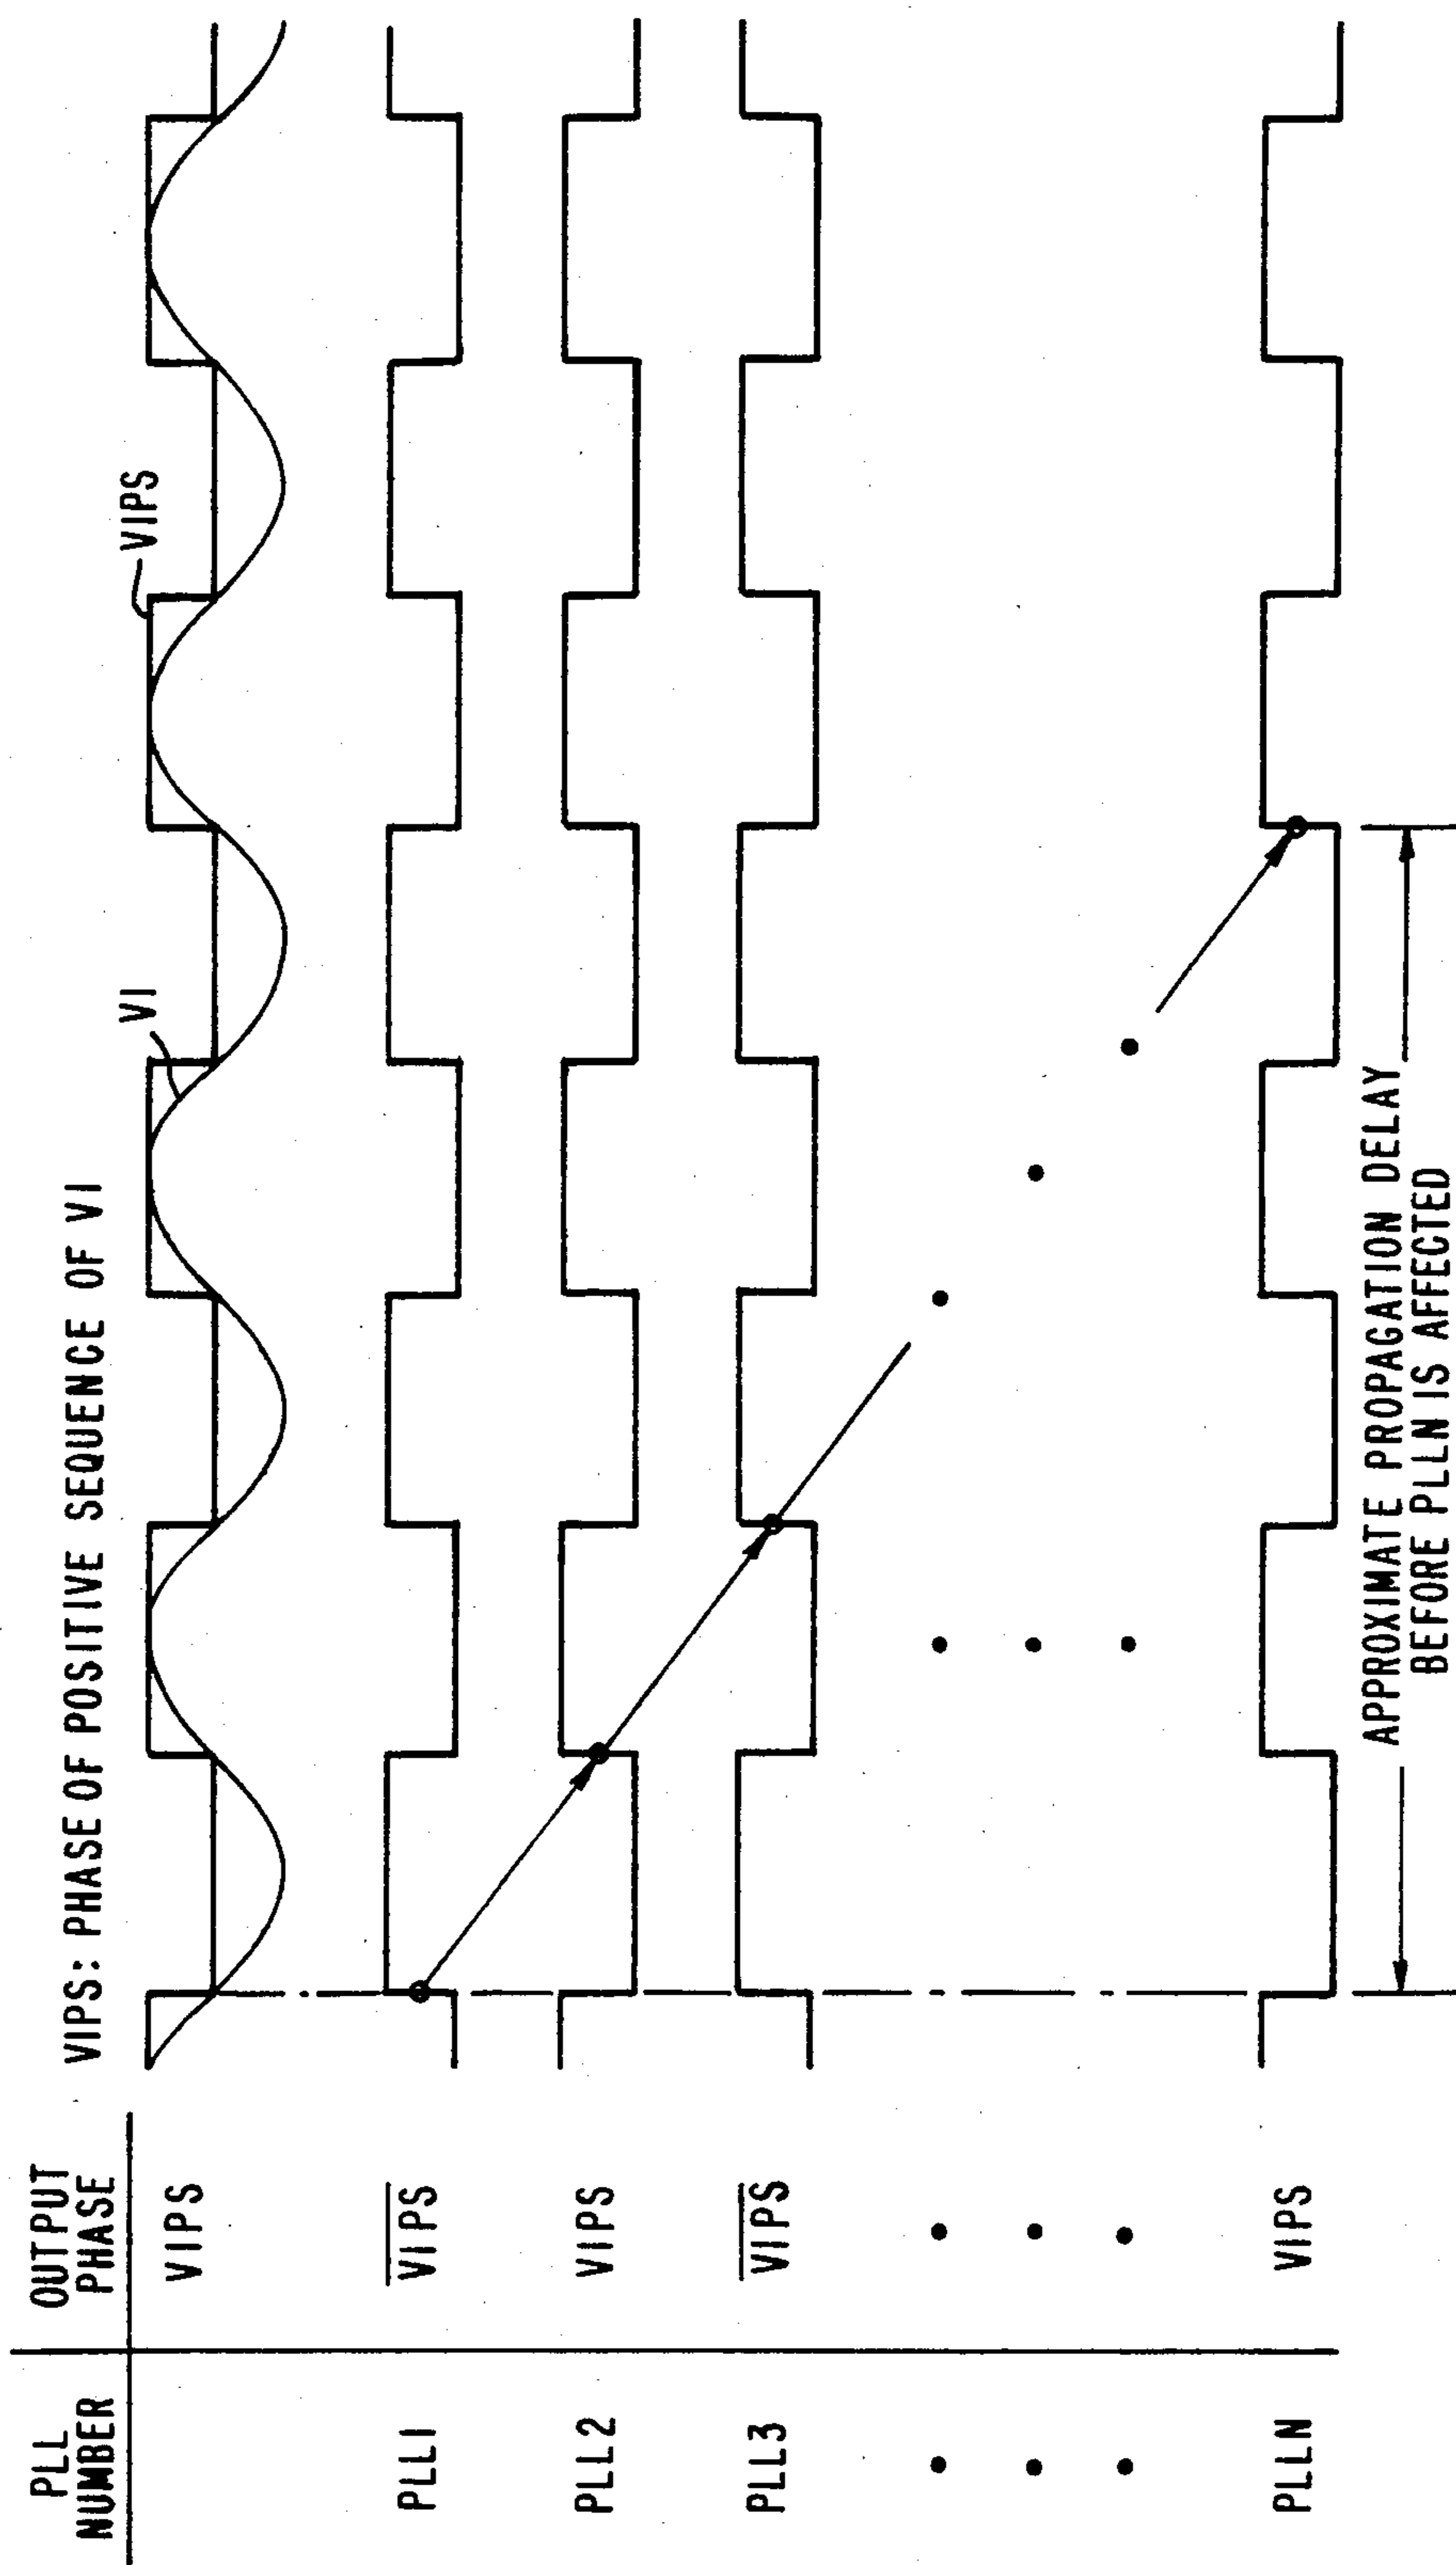 PLL
NUMBER
OUTPUT
PHASE
VIPS: PHASE OF POSITIVE SEQUENCE OF VI
VIPS
VI
VIPS
PLL1
VIPS
PLL2
VIPS
PLL3
VIPS
PLLN
VIPS
APPROXIMATE PROPAGATION DELAY
BEFORE PLLN IS AFFECTED